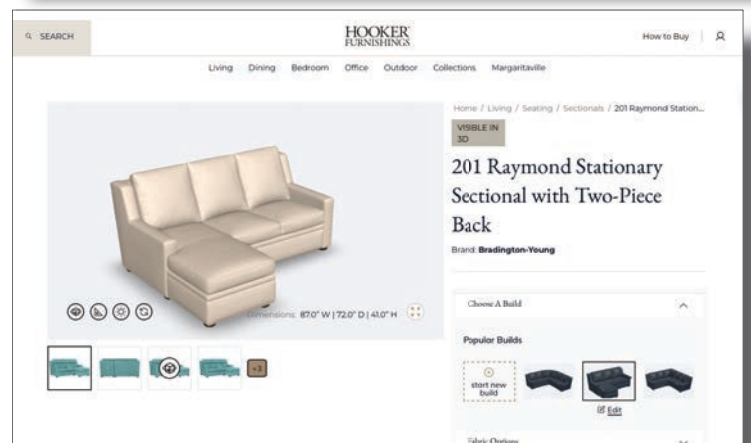 SEARCH
HOOKER
FURNISHINGS
How to Buy
Living Dining Bedroom Office Outdoor Collections Margaritaville
Home / Living / Seating / Sectionals / 201 Raymond Station...
VISIBLE IN
3D
201 Raymond Stationary
Sectional with Two-Piece
Back
Brand: Bradington-Young
Dimensions: 87.0" W | 72.0" D | 41.0" H
+3
Choose A Build
Popular Builds
start new
build
Edit
Fabric Options